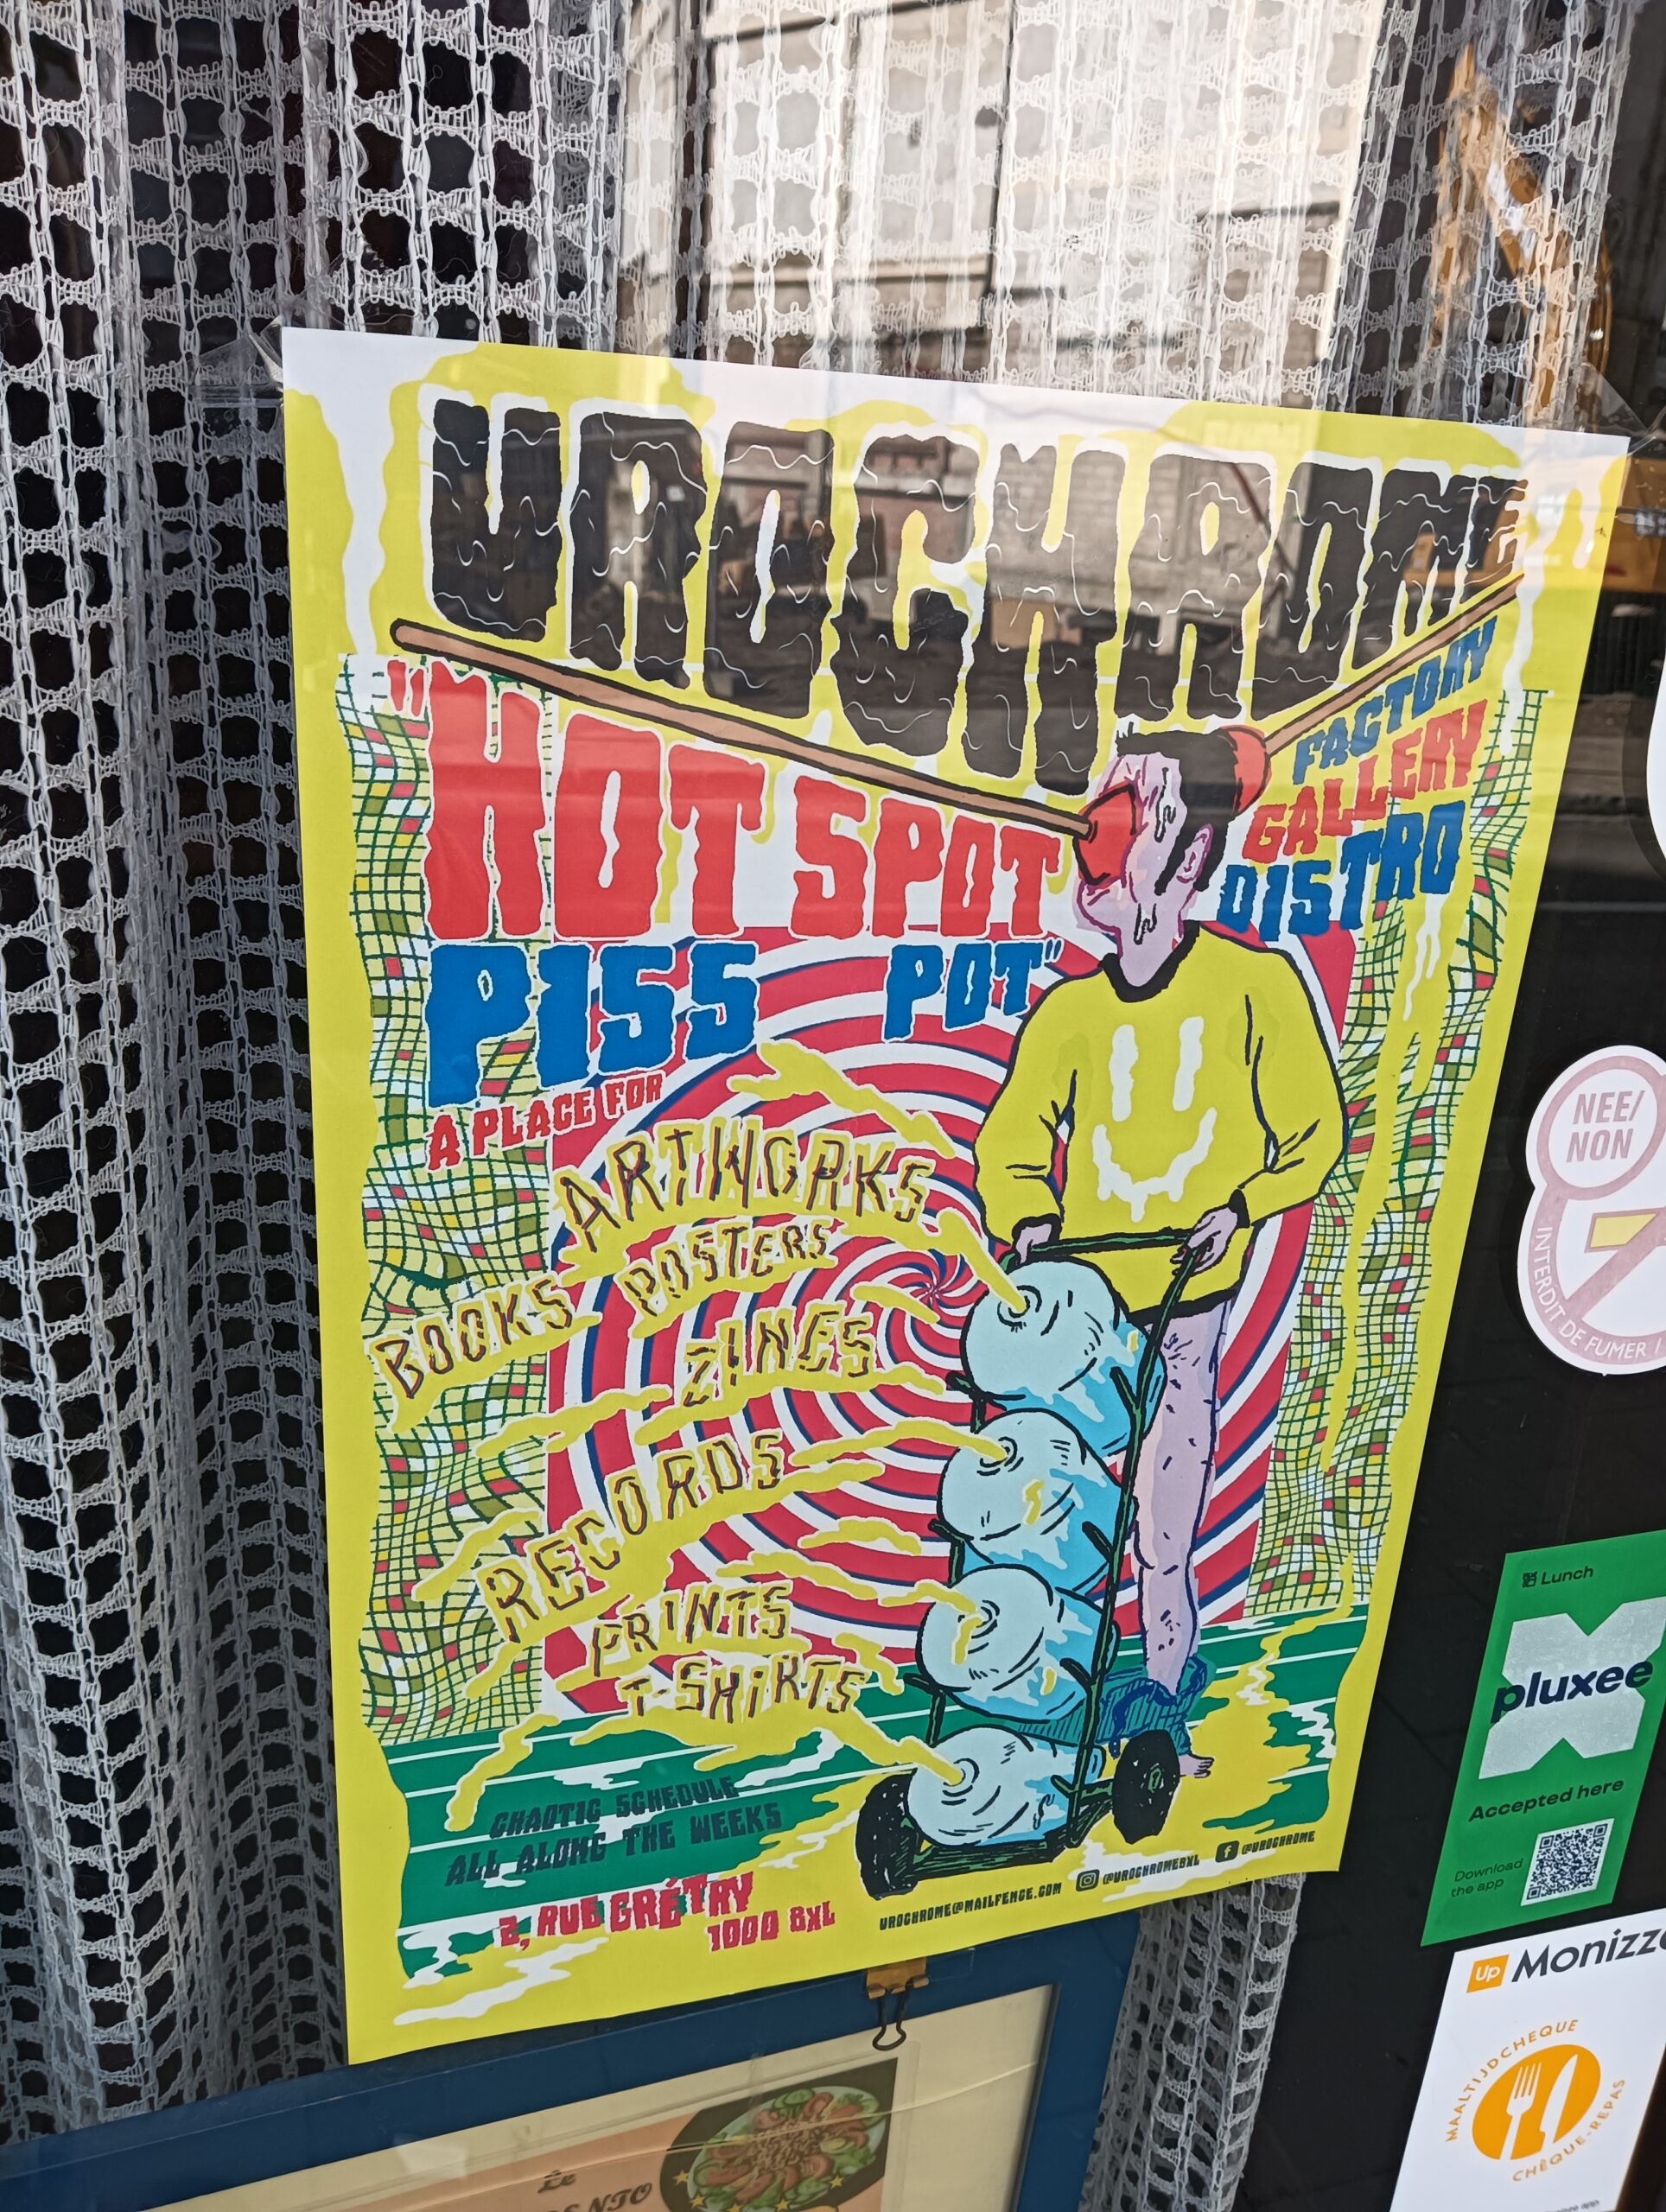 UROCHROME
"HOT SPOT
PISS POT"
FACTORY
GALLERY
DISTRO
A PLACE FOR
ARTWORKS
POSTERS
BOOKS
ZINES
RECORDS
PRINTS
T-SHIRTS
CHAOTIC SCHEDULE
ALL ALONG THE WEEKS
2, RUE GRÉTRY
1000 BXL
UROCHROME@MAILFENCE.COM
@UROCHROMEBXL
@UROCHROME
NEE/
NON
INTERDIT DE FUMER
Lunch
pluxee
Accepted here
Download
the app
Up Monizze
MAALTIJDCHEQUE
CHÈQUE-REPAS